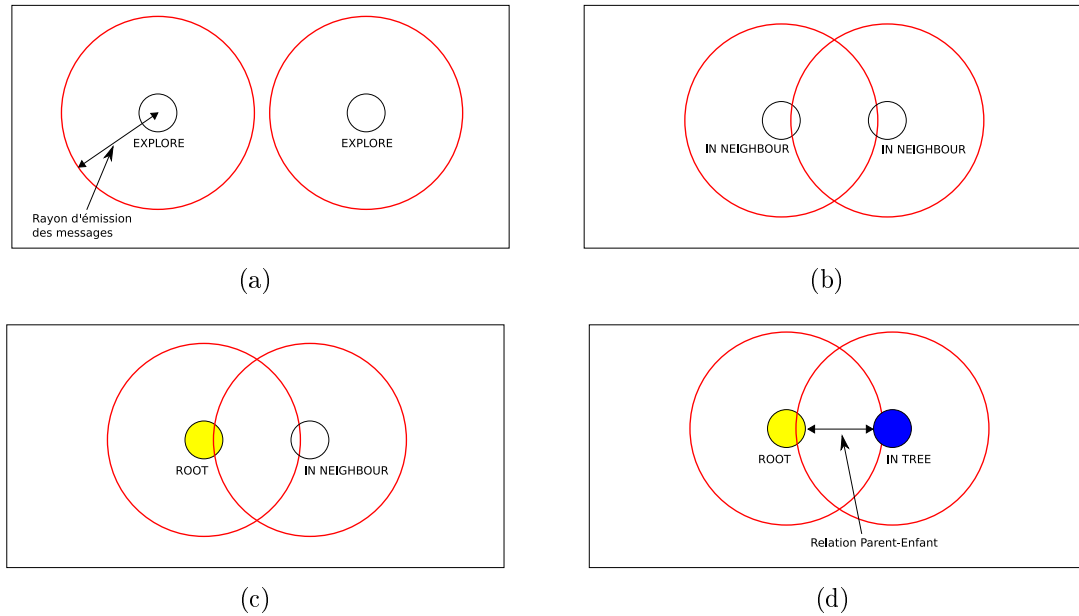 EXPLORE
EXPLORE
Rayon d'émission
des messages
(a)
IN NEIGHBOUR
IN NEIGHBOUR
(b)
ROOT
IN NEIGHBOUR
(c)
ROOT
IN TREE
Relation Parent-Enfant
(d)